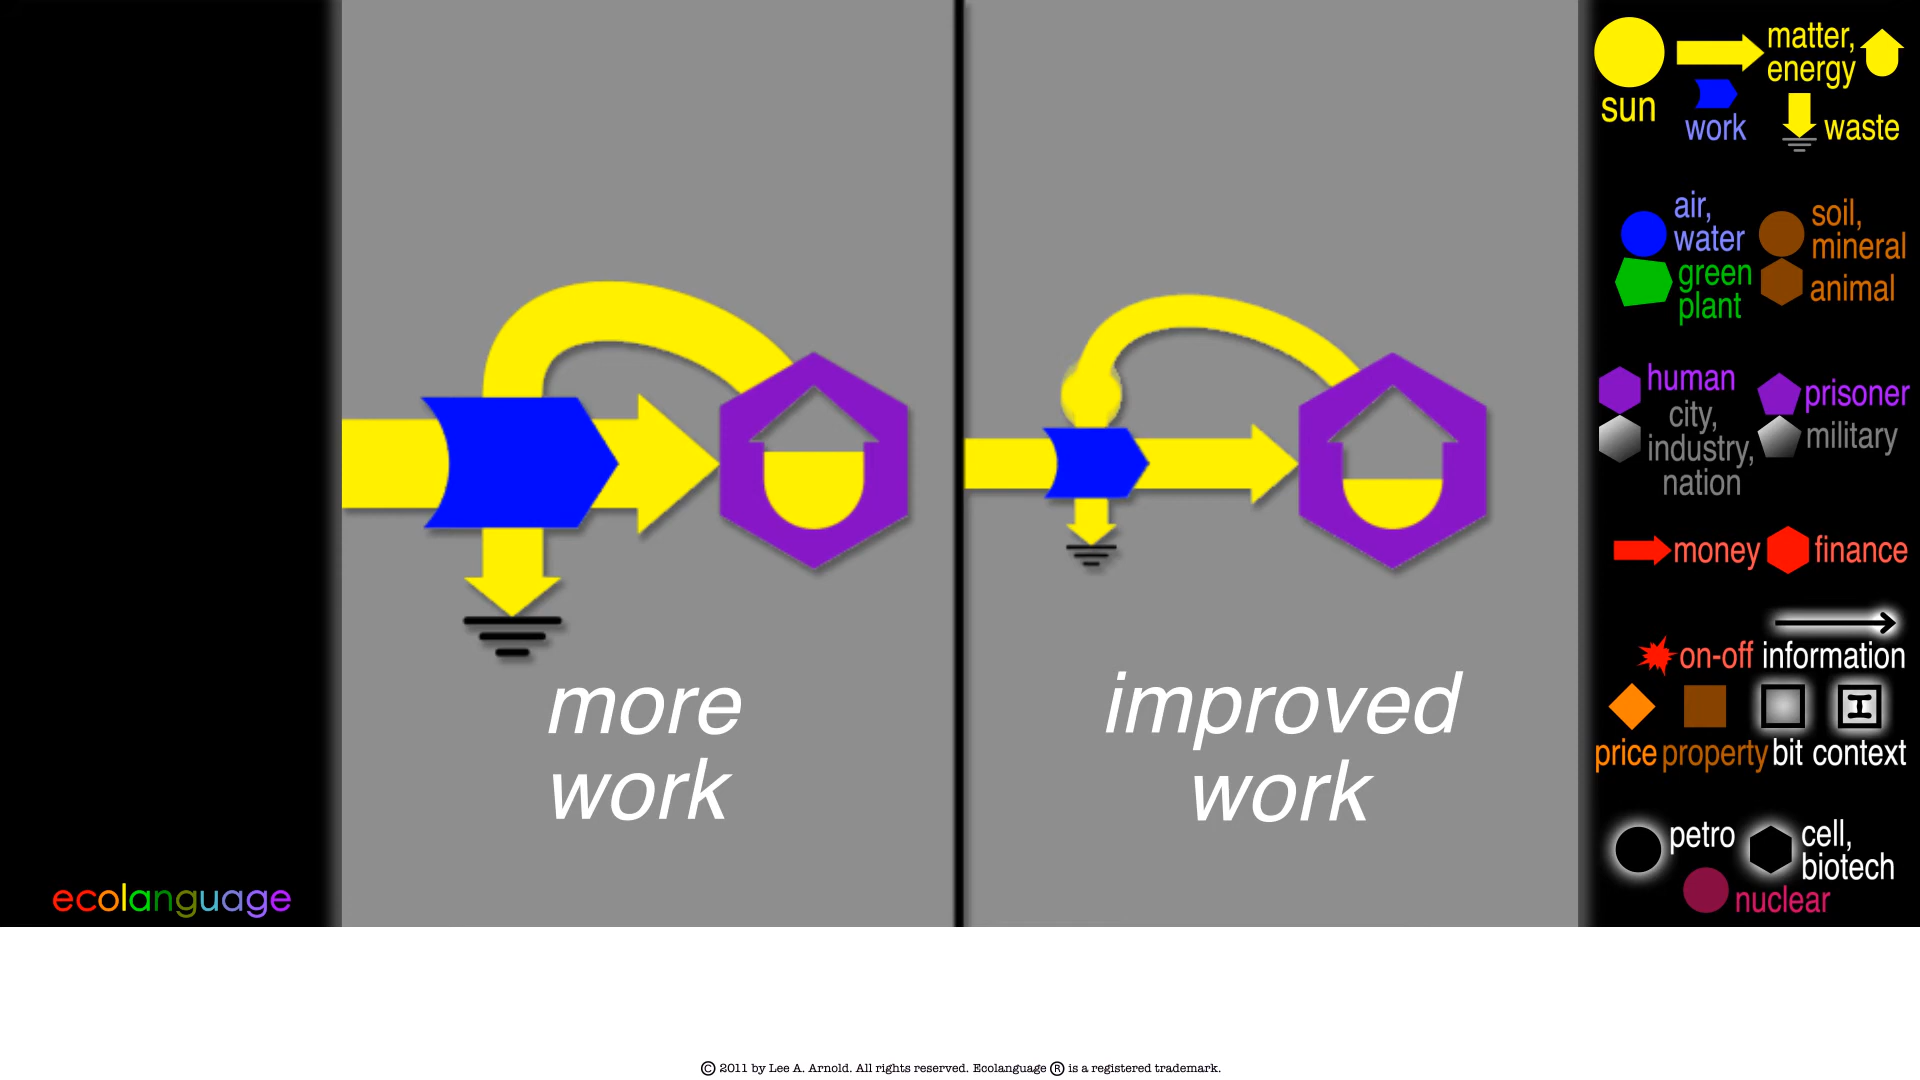 more
work
improved
work
ecolanguage
sun
matter,
energy
work
waste
air,
water
soil,
mineral
green
plant
animal
human
prisoner
city,
industry,
nation
military
money
finance
on-off
information
price
property
bit
context
petro
cell,
biotech
nuclear
© 2011 by Lee A. Arnold. All rights reserved. Ecolanguage ® is a registered trademark.